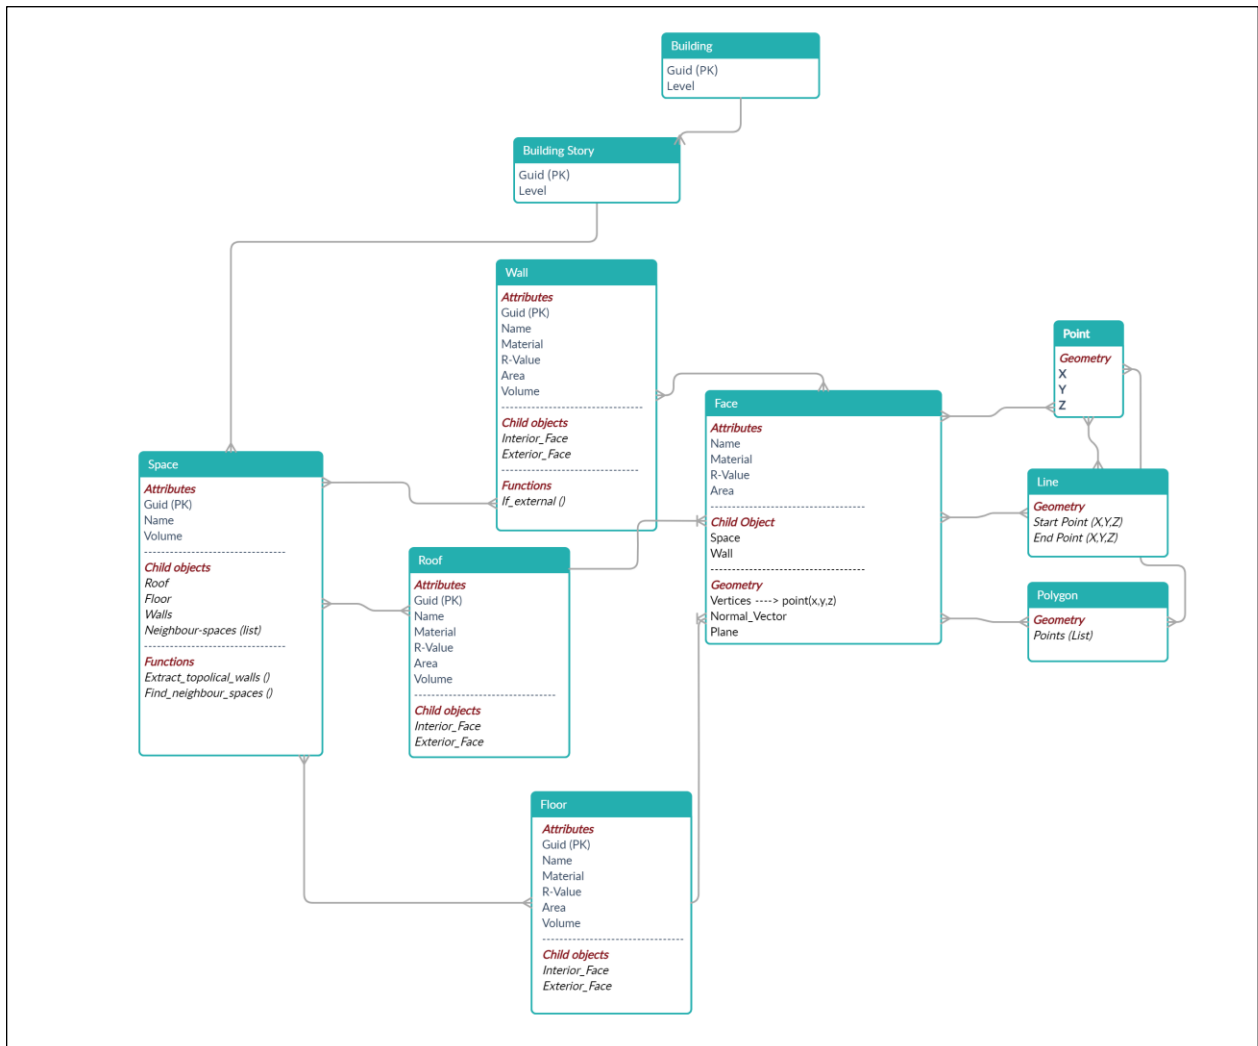 Building
Guid (PK)
Level
Building Story
Guid (PK)
Level
Wall
Attributes
Guid (PK)
Name
Material
R-Value
Area
Volume
Child objects
Interior_Face
Exterior_Face
Functions
If_external ()
Space
Attributes
Guid (PK)
Name
Volume
Child objects
Roof
Floor
Walls
Neighbour-spaces (list)
Functions
Extract_topolical_walls ()
Find_neighbour_spaces ()
Roof
Attributes
Guid (PK)
Name
Material
R-Value
Area
Volume
Child objects
Interior_Face
Exterior_Face
Floor
Attributes
Guid (PK)
Name
Material
R-Value
Area
Volume
Child objects
Interior_Face
Exterior_Face
Face
Attributes
Name
Material
R-Value
Area
Child Object
Space
Wall
Geometry
Vertices ----> point(x,y,z)
Normal_Vector
Plane
Point
Geometry
X
Y
Z
Line
Geometry
Start Point (X,Y,Z)
End Point (X,Y,Z)
Polygon
Geometry
Points (List)